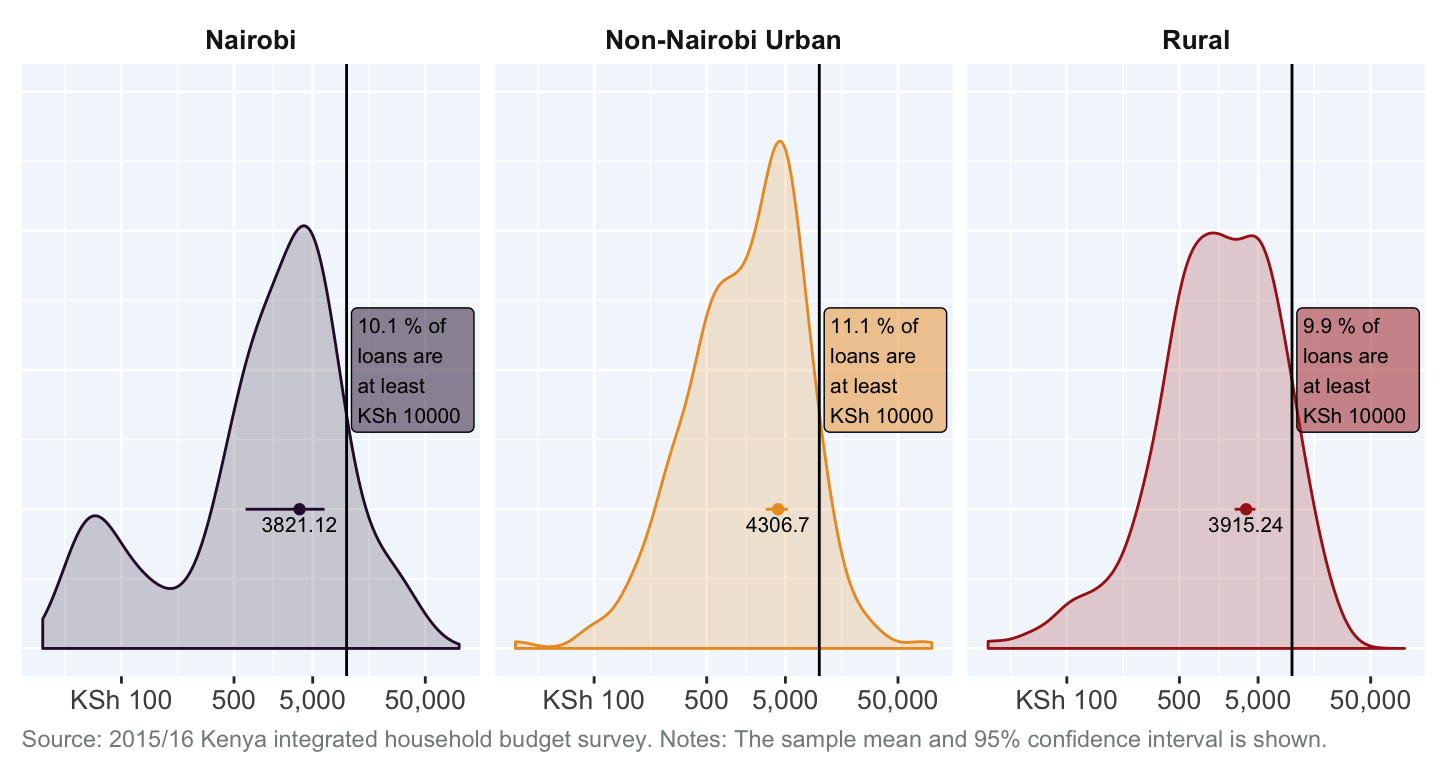 Nairobi
Non-Nairobi Urban
Rural
10.1 % of
loans are
at least
KSh 10000
11.1 % of
loans are
at least
KSh 10000
9.9 % of
loans are
at least
KSh 10000
3821.12
4306.7
3915.24
KSh 100 500 5,000 50,000
KSh 100 500 5,000 50,000
KSh 100 500 5,000 50,000
Source: 2015/16 Kenya integrated household budget survey. Notes: The sample mean and 95% confidence interval is shown.